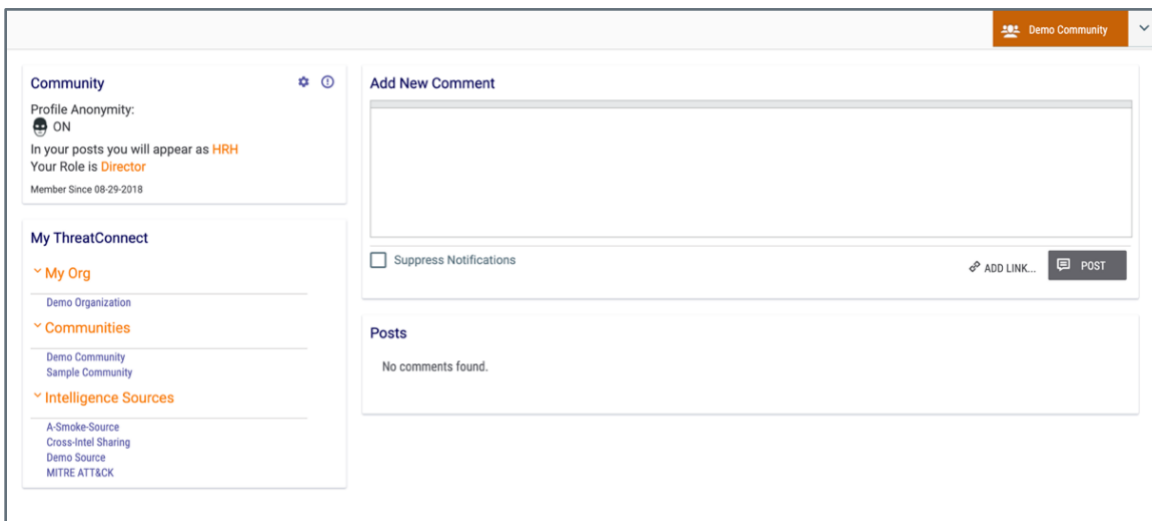 Demo Community
Community
Profile Anonymity:
ON
In your posts you will appear as HRH
Your Role is Director
Member Since 08-29-2018
My ThreatConnect
My Org
Demo Organization
Communities
Demo Community
Sample Community
Intelligence Sources
A-Smoke-Source
Cross-Intel Sharing
Demo Source
MITRE ATT&CK
Add New Comment
Suppress Notifications
ADD LINK...
POST
Posts
No comments found.